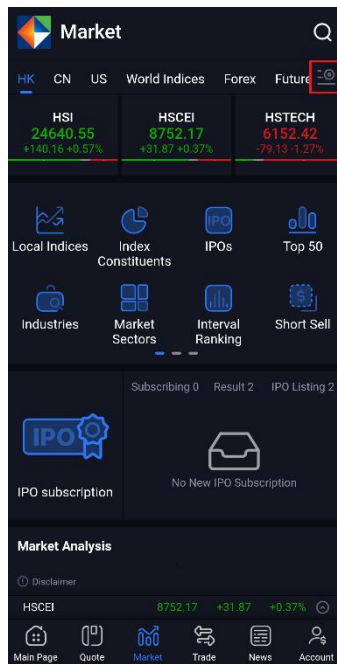 Market
HK CN US World Indices Forex Future
HSI HSCEI HSTECH
24640.55 8752.17 6152.42
+140.16 +0.57% +31.87 +0.37% -79.13 -1.27%
Local Indices Index Constituents IPOs Top 50
Industries Market Sectors Interval Ranking Short Sell
Subscribing 0 Result 2 IPO Listing 2
IPO
No New IPO Subscription
IPO subscription
Market Analysis
Disclaimer
HSCEI 8752.17 +31.87 +0.37%
Main Page Quote Market Trade News Account